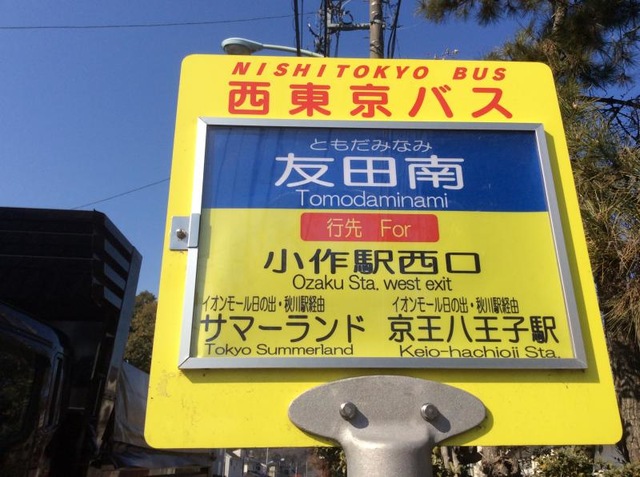 NISHITOKYO BUS
西東京バス
ともだみなみ
友田南
Tomodaminami
行先 For
小作駅西口
Ozaku Sta. west exit
イオンモール日の出・秋川駅経由 イオンモール日の出・秋川駅経由
サマーランド 京王八王子駅
Tokyo Summerland Keio-hachioji Sta.